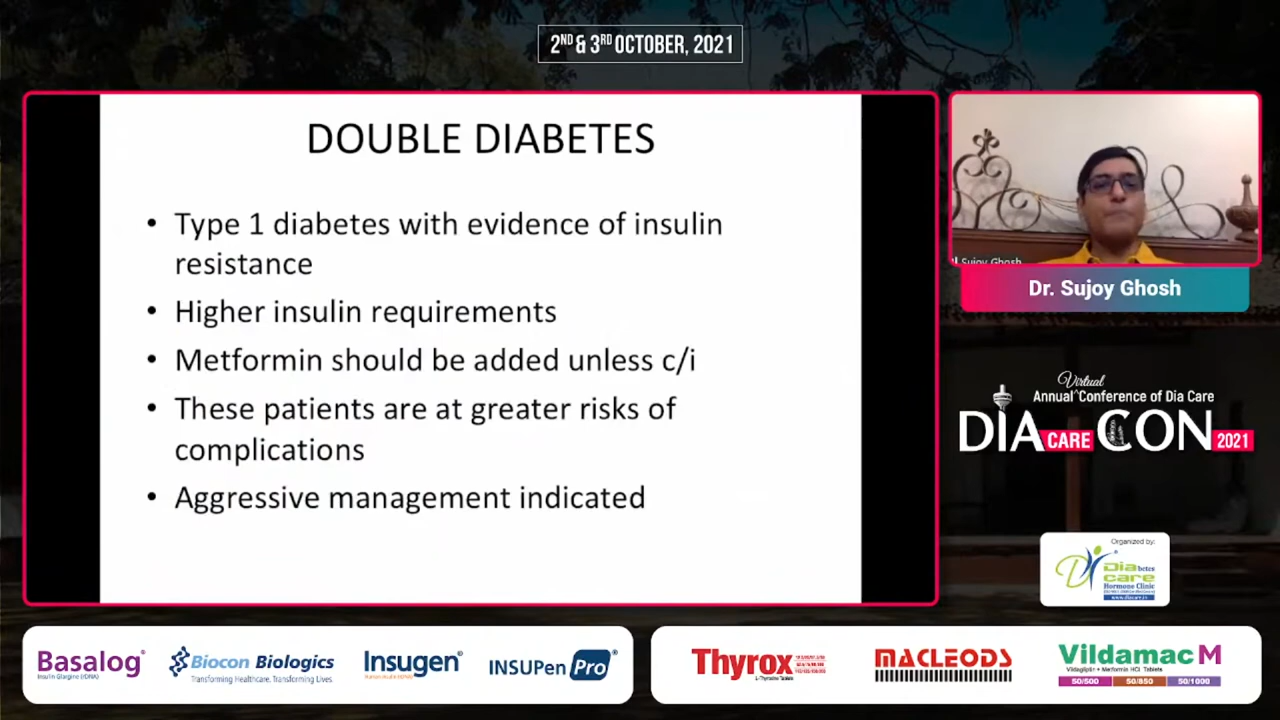 2ND & 3RD OCTOBER, 2021
DOUBLE DIABETES
• Type 1 diabetes with evidence of insulin
resistance
• Higher insulin requirements
• Metformin should be added unless c/i
• These patients are at greater risks of
complications
• Aggressive management indicated
Sujoy Ghosh
Dr. Sujoy Ghosh
Virtual
Annual Conference of Dia Care
DIA CARE CON 2021
Organized by:
Diabetes
care
Hormone Clinic
Basalog®
Insulin Glargine (rDNA)
Biocon Biologics
Transforming Healthcare. Transforming Lives
Insugen®
INSUPen Pro®
Thyrox
L-Thyroxine Tablets
MACLEODS
Vildamac M
Vildagliptin + Metformin HCl Tablets
50/500 50/850 50/1000